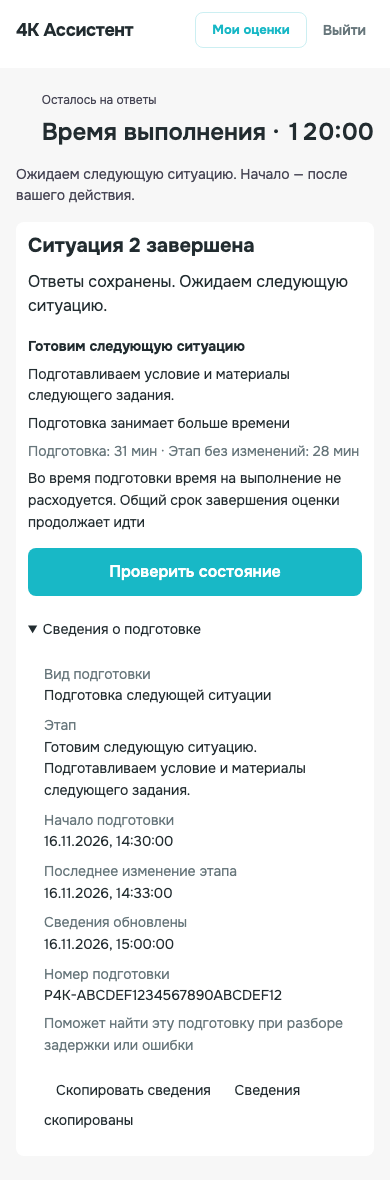 4K Ассистент
Мои оценки
Выйти
Осталось на ответы
Время выполнения · 120:00
Ожидаем следующую ситуацию. Начало — после
вашего действия.
Ситуация 2 завершена
Ответы сохранены. Ожидаем следующую
ситуацию.
Готовим следующую ситуацию
Подготавливаем условие и материалы
следующего задания.
Подготовка занимает больше времени
Подготовка: 31 мин · Этап без изменений: 28 мин
Во время подготовки время на выполнение не
расходуется. Общий срок завершения оценки
продолжает идти
Проверить состояние
▼ Сведения о подготовке
Вид подготовки
Подготовка следующей ситуации
Этап
Готовим следующую ситуацию.
Подготавливаем условие и материалы
следующего задания.
Начало подготовки
16.11.2026, 14:30:00
Последнее изменение этапа
16.11.2026, 14:33:00
Сведения обновлены
16.11.2026, 15:00:00
Номер подготовки
P4K-ABCDEF1234567890ABCDEF12
Поможет найти эту подготовку при разборе
задержки или ошибки
Скопировать сведения
Сведения
скопированы